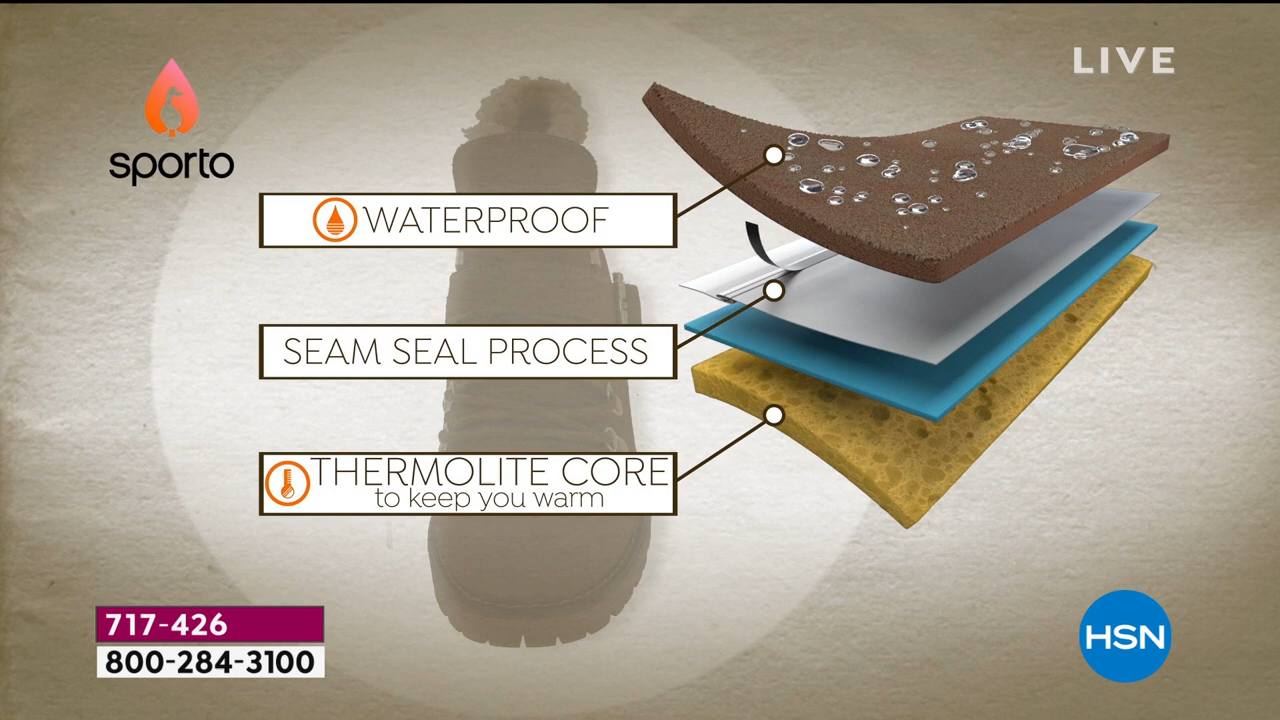 LIVE
sporto
WATERPROOF
SEAM SEAL PROCESS
THERMOLITE CORE
to keep you warm
717-426
800-284-3100
HSN